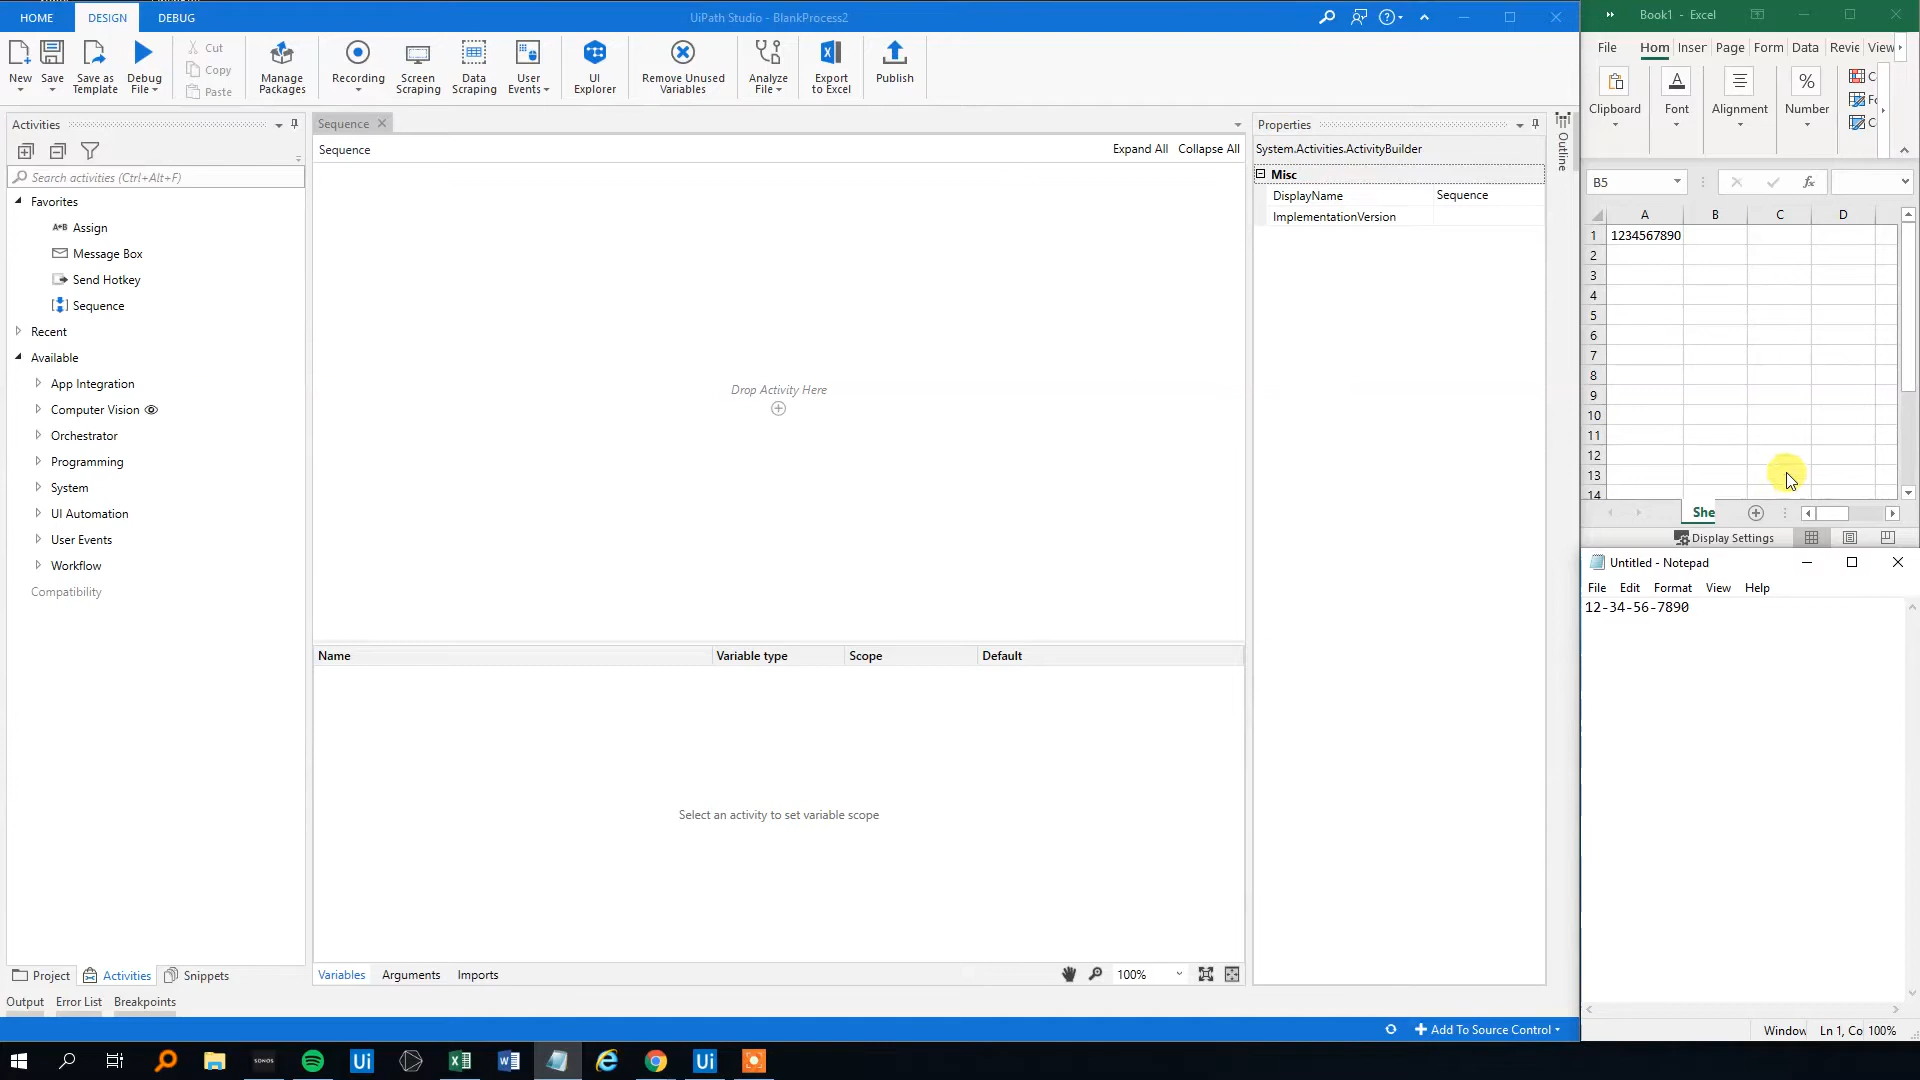 HOME DESIGN DEBUG
UiPath Studio - BlankProcess2
New Save Save as Template Debug File
Cut
Copy
Paste
Manage Packages
Recording
Screen Scraping
Data Scraping
User Events
UI Explorer
Remove Unused Variables
Analyze File
Export to Excel
Publish
Activities
Search activities (Ctrl+Alt+F)
Favorites
Assign
Message Box
Send Hotkey
Sequence
Recent
Available
App Integration
Computer Vision
Orchestrator
Programming
System
UI Automation
User Events
Workflow
Compatibility
Project Activities Snippets
Output Error List Breakpoints
Sequence
Sequence Expand All Collapse All
Drop Activity Here
Name Variable type Scope Default
Select an activity to set variable scope
Variables Arguments Imports 100%
Properties
System.Activities.ActivityBuilder
Misc
DisplayName Sequence
ImplementationVersion
Outline
Add To Source Control
Book1 - Excel
File Hom Inser Page Form Data Revie View
Clipboard Font Alignment Number
B5
A B C D
1 1234567890
2
3
4
5
6
7
8
9
10
11
12
13
14
She
Display Settings
Untitled - Notepad
File Edit Format View Help
12-34-56-7890
Window Ln 1, Co 100%
SONOS
Ui
Ui